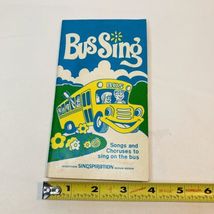 Bus Sing
BUS
Songs and
Choruses to
sing on the bus
SINGSPIRATION
1 2 3 4 5 6